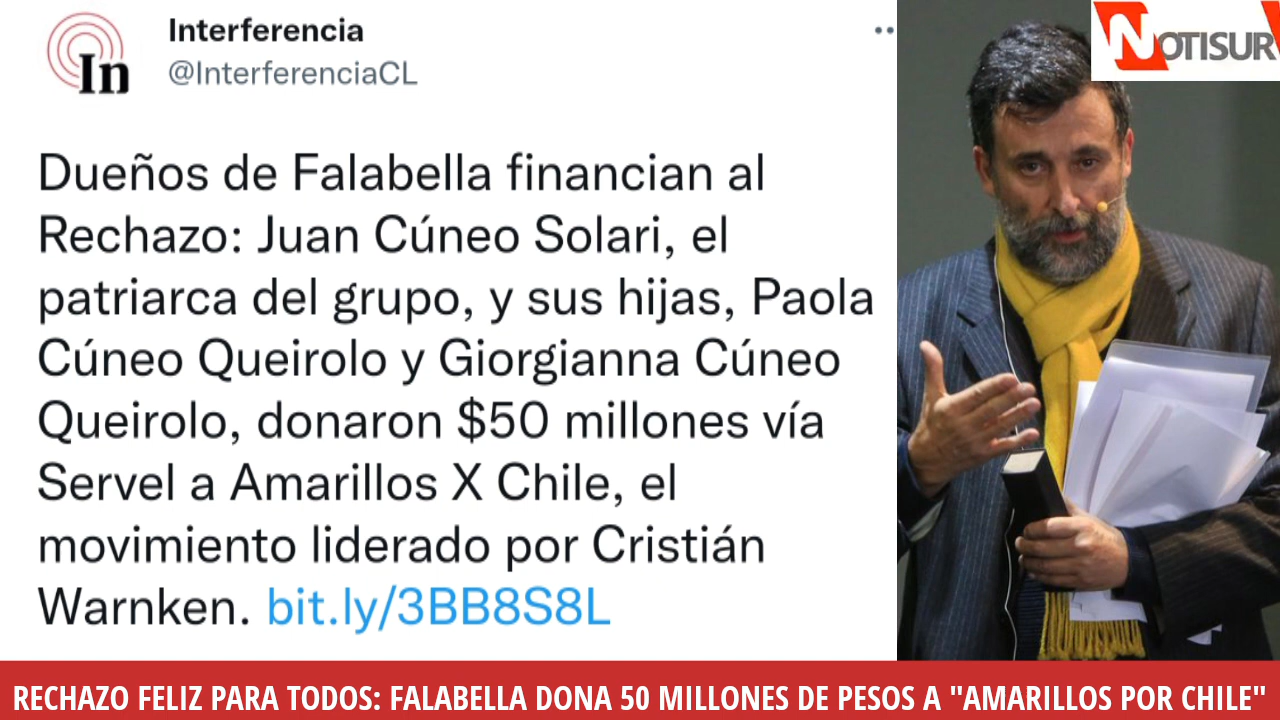 Interferencia
@InterferenciaCL
Dueños de Falabella financian al
Rechazo: Juan Cúneo Solari, el
patriarca del grupo, y sus hijas, Paola
Cúneo Queirolo y Giorgianna Cúneo
Queirolo, donaron $50 millones vía
Servel a Amarillos X Chile, el
movimiento liderado por Cristián
Warnken. bit.ly/3BB8S8L
In
NOTISUR
RECHAZO FELIZ PARA TODOS: FALABELLA DONA 50 MILLONES DE PESOS A "AMARILLOS POR CHILE"